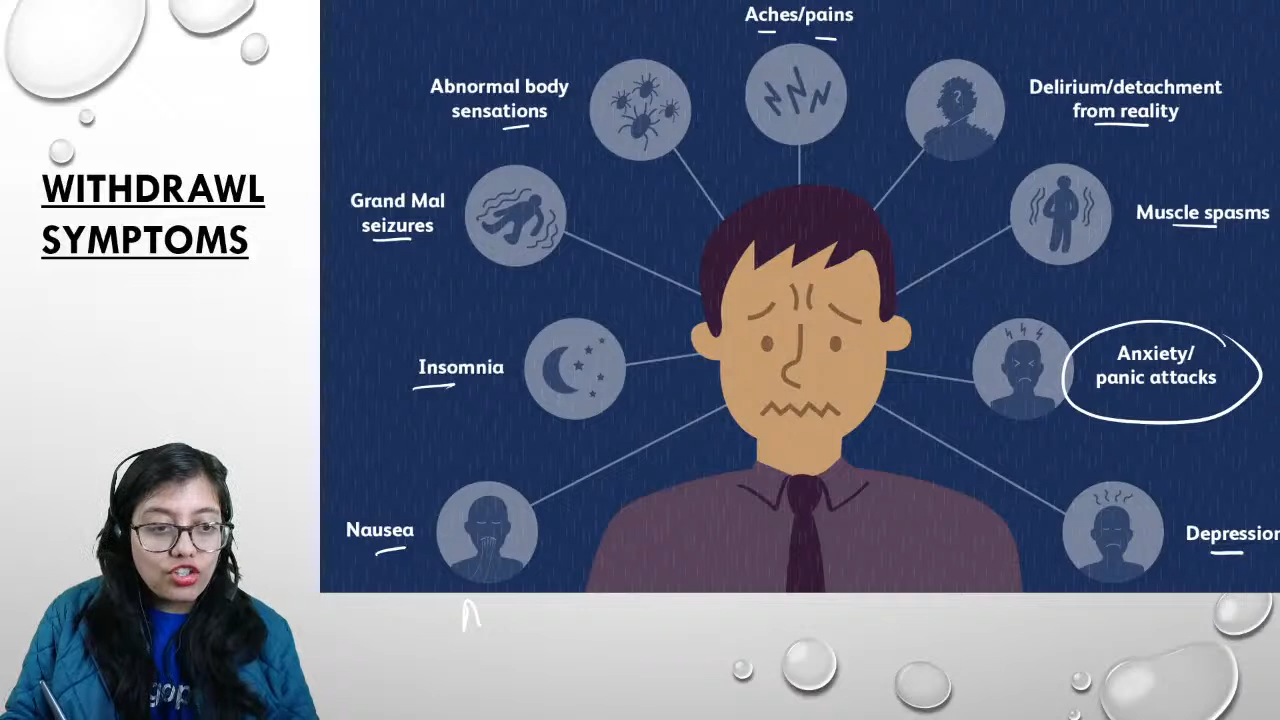 WITHDRAWL
SYMPTOMS
Aches/pains
Abnormal body
sensations
Delirium/detachment
from reality
Grand Mal
seizures
Muscle spasms
Insomnia
Anxiety/
panic attacks
Nausea
Depression
?
gop
n